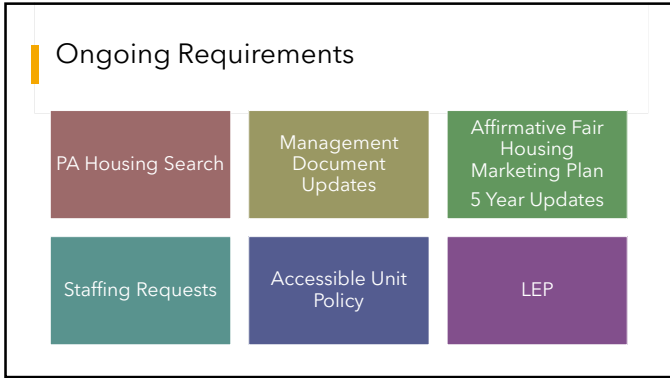 Ongoing Requirements
PA Housing Search
Management
Document
Updates
Affirmative Fair
Housing
Marketing Plan
5 Year Updates
Staffing Requests
Accessible Unit
Policy
LEP